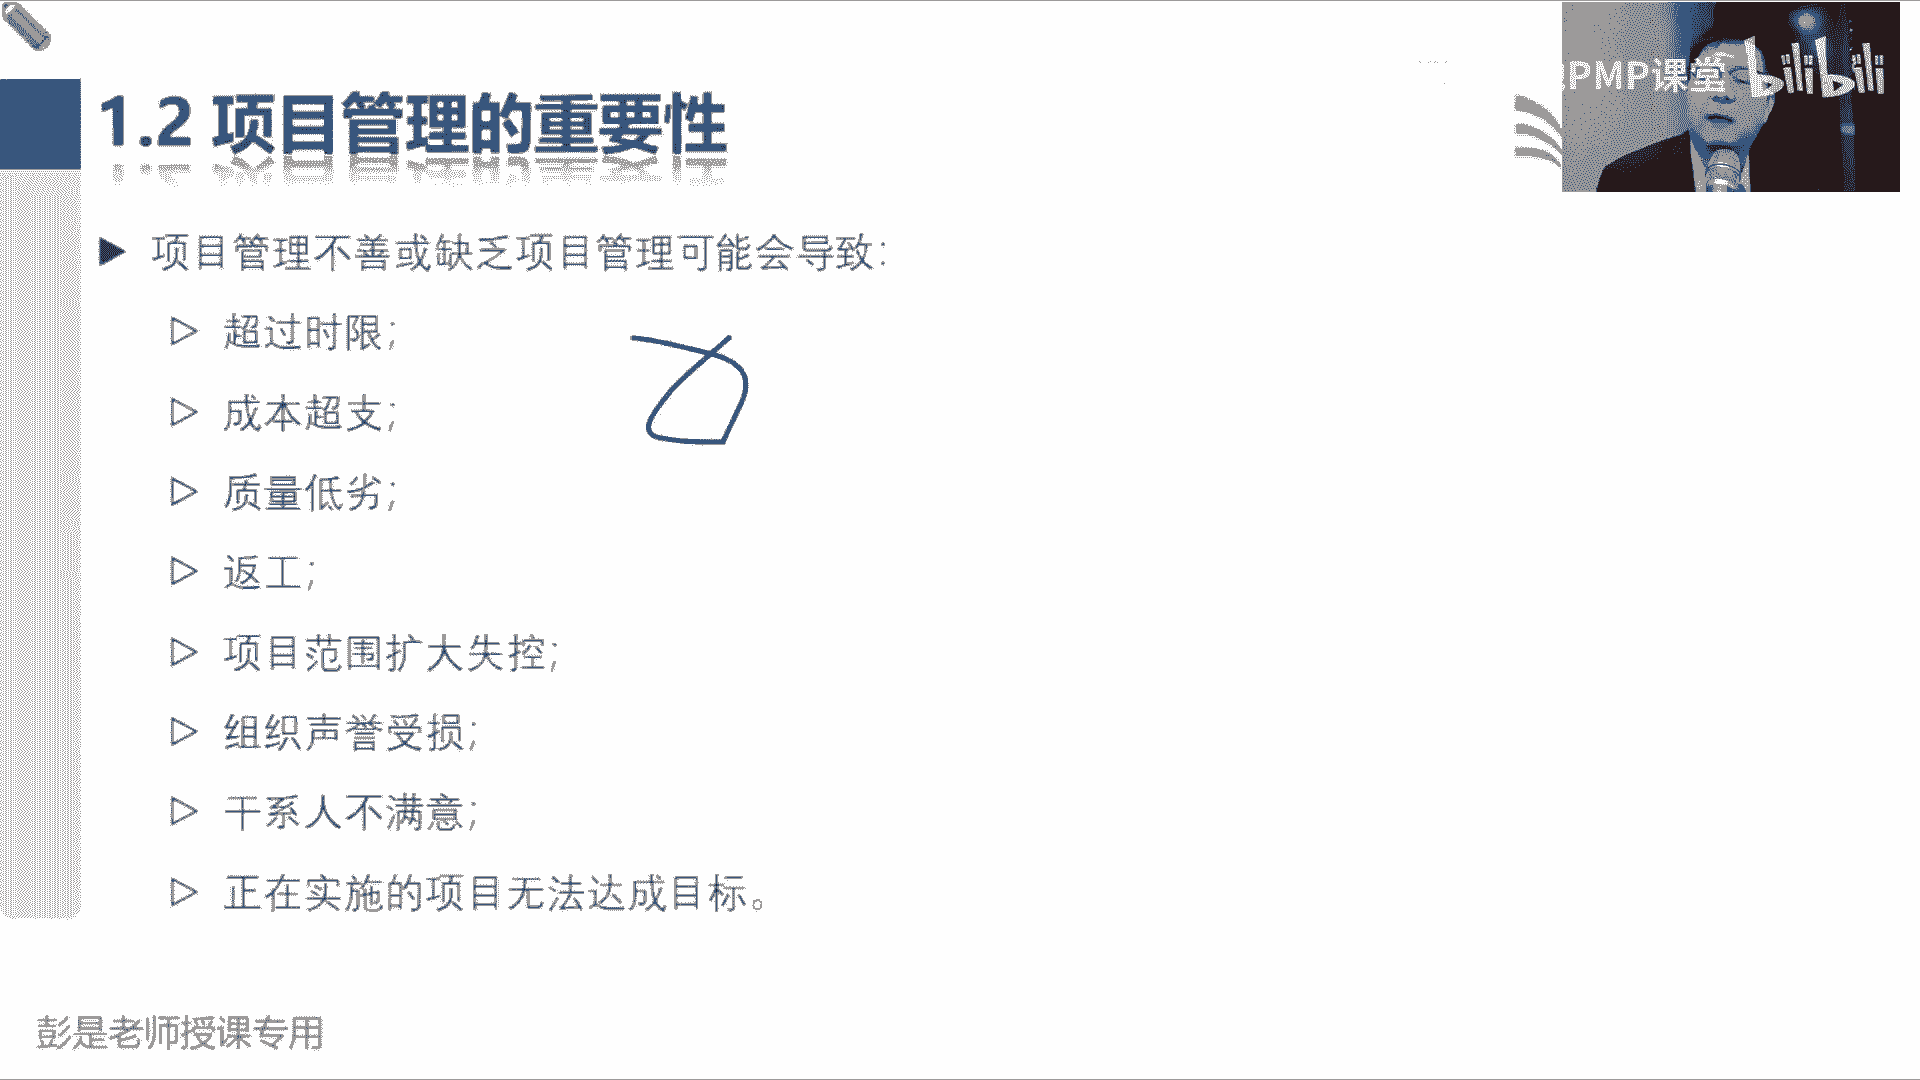 PMP课堂 bilibili
1.2 项目管理的重要性
项目管理不善或缺乏项目管理可能会导致：
超过时限；
成本超支；
质量低劣；
返工；
项目范围扩大失控；
组织声誉受损；
干系人不满意；
正在实施的项目无法达成目标。
彭是老师授课专用